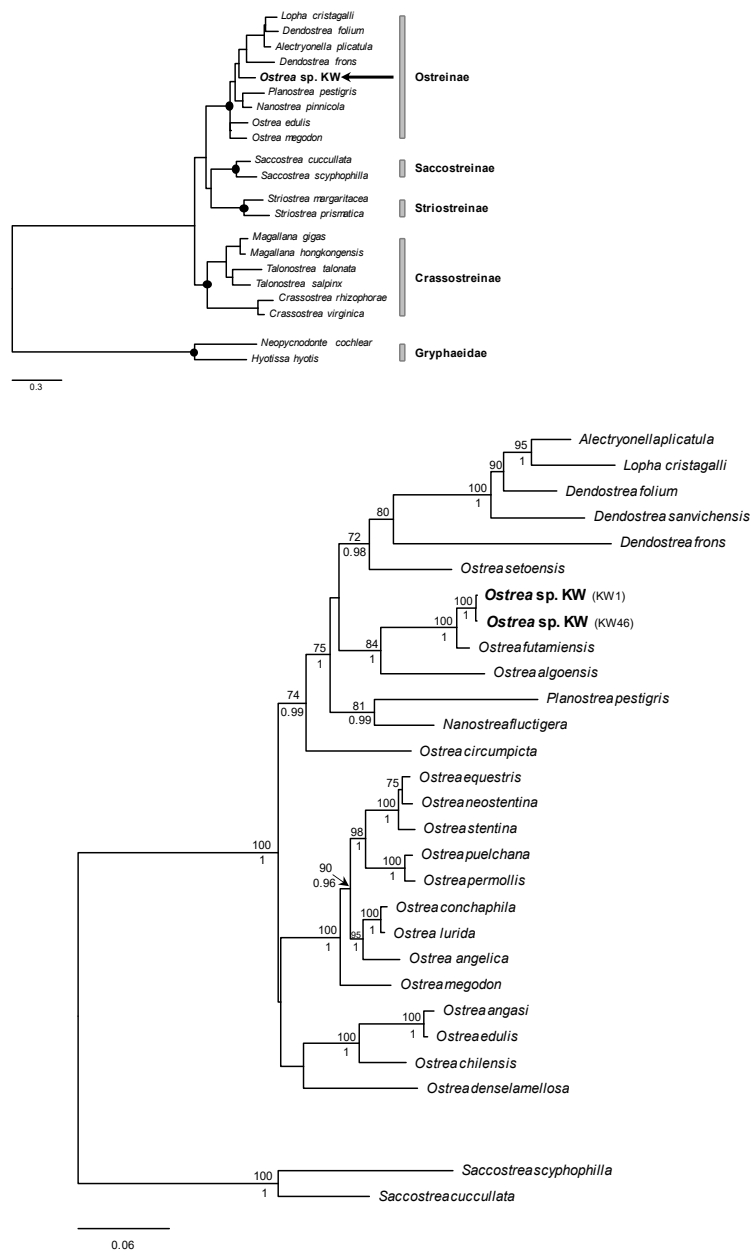 Lopha cristagalli
Dendostrea folium
Alectryonella plicatula
Dendostrea frons
Ostrea sp. KW
Planostrea pestigris
Nanostrea pinnicola
Ostrea edulis
Ostrea megodon
Ostreinae
Saccostrea cuccullata
Saccostrea scyphophilla
Saccostreinae
Striostrea margaritacea
Striostrea prismatica
Striostreinae
Magallana gigas
Magallana hongkongensis
Talonostrea talonata
Talonostrea salpinx
Crassostrea rhizophorae
Crassostrea virginica
Crassostreinae
Neopycnodonte cochlear
Hyotissa hyotis
Gryphaeidae
0.3
95
1
Alectryonellaplicatula
Lopha cristagalli
90
Dendostrea folium
100
1
Dendostrea sanvichensis
80
Dendostrea frons
72
0.98
Ostrea setoensis
100
1
Ostrea sp. KW (KW1)
Ostrea sp. KW (KW46)
100
1
Ostrea futamiensis
84
1
Ostrea algoensis
75
1
81
0.99
Planostrea pestigris
Nanostrea fluctigera
74
0.99
Ostrea circumpicta
75
Ostrea equestris
Ostrea neostentina
100
1
Ostrea stentina
98
1
100
1
Ostrea puelchana
Ostrea permollis
90
0.96
100
1
Ostrea conchaphila
Ostrea lurida
95
1
Ostrea angelica
100
1
Ostrea megodon
100
1
100
1
Ostrea angasi
Ostrea edulis
100
1
Ostrea chilensis
Ostrea denselamellosa
100
1
Saccostrea scyphophilla
Saccostrea cuccullata
0.06